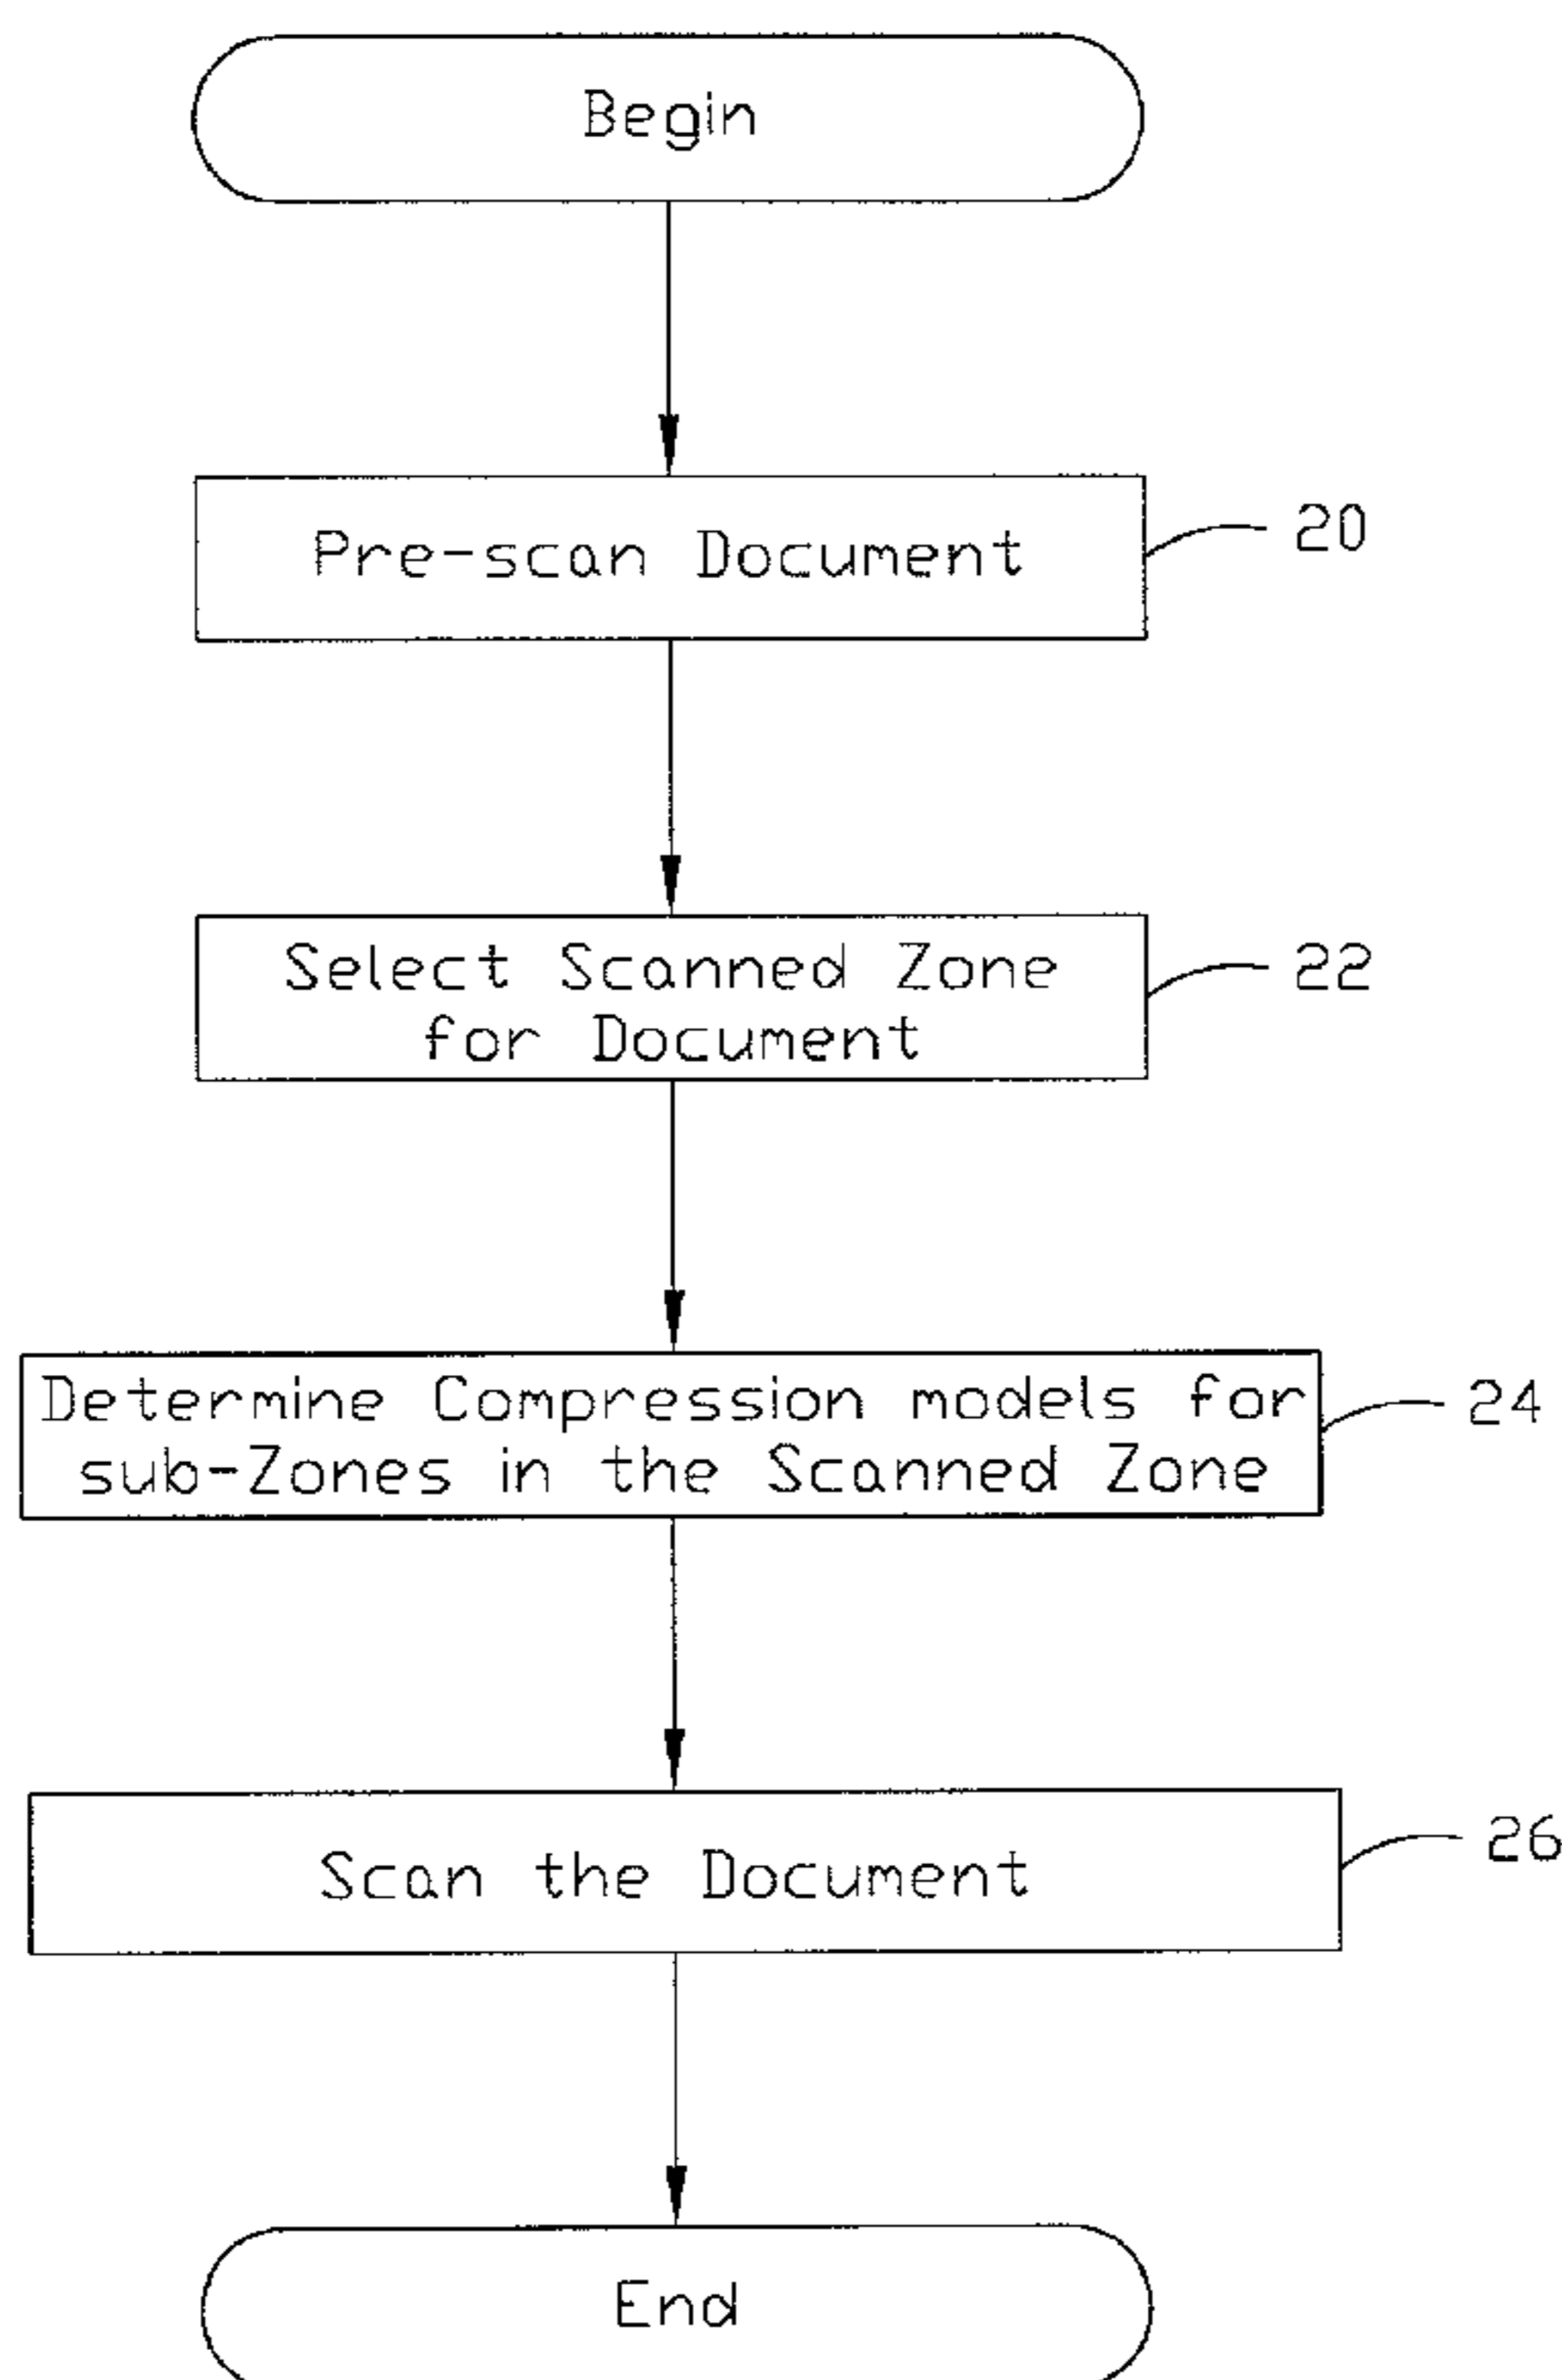 Begin
Pre-scan Document
20
Select Scanned Zone
for Document
22
Determine Compression models for
sub-Zones in the Scanned Zone
24
Scan the Document
26
End